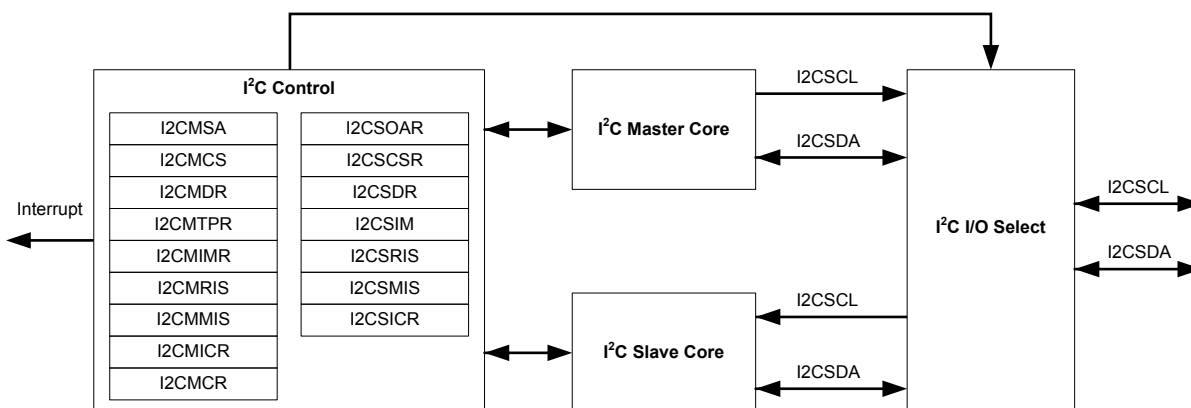 I²C Control
I2CMSA
I2CMCS
I2CMDR
I2CMTPR
I2CMIMR
I2CMRIS
I2CMMIS
I2CMICR
I2CMCR
I2CSOAR
I2CSCSR
I2CSDR
I2CSIM
I2CSRIS
I2CSMIS
I2CSICR
Interrupt
I²C Master Core
I2CSCL
I2CSDA
I²C Slave Core
I2CSCL
I2CSDA
I²C I/O Select
I2CSCL
I2CSDA